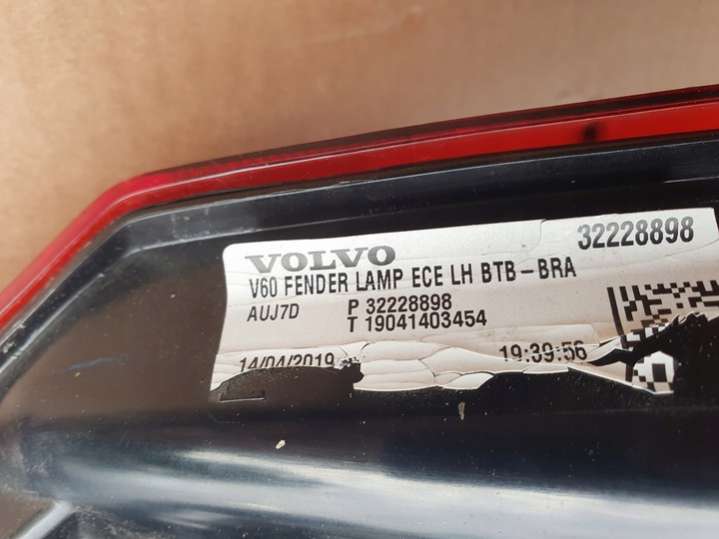 VOLVO 32228898
V60 FENDER LAMP ECE LH BTB-BRA
AUJ7D P 32228898
T 19041403454
14/04/2019 19:39:56